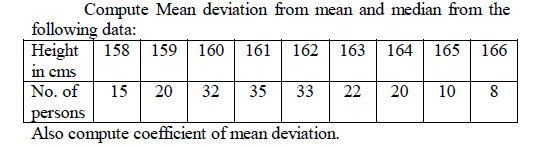 Compute Mean deviation from mean and median from the
following data:
Height 158 159 160 161 162 163 164 165 166
in cms
No. of 15 20 32 35 33 22 20 10 8
persons
Also compute coefficient of mean deviation.